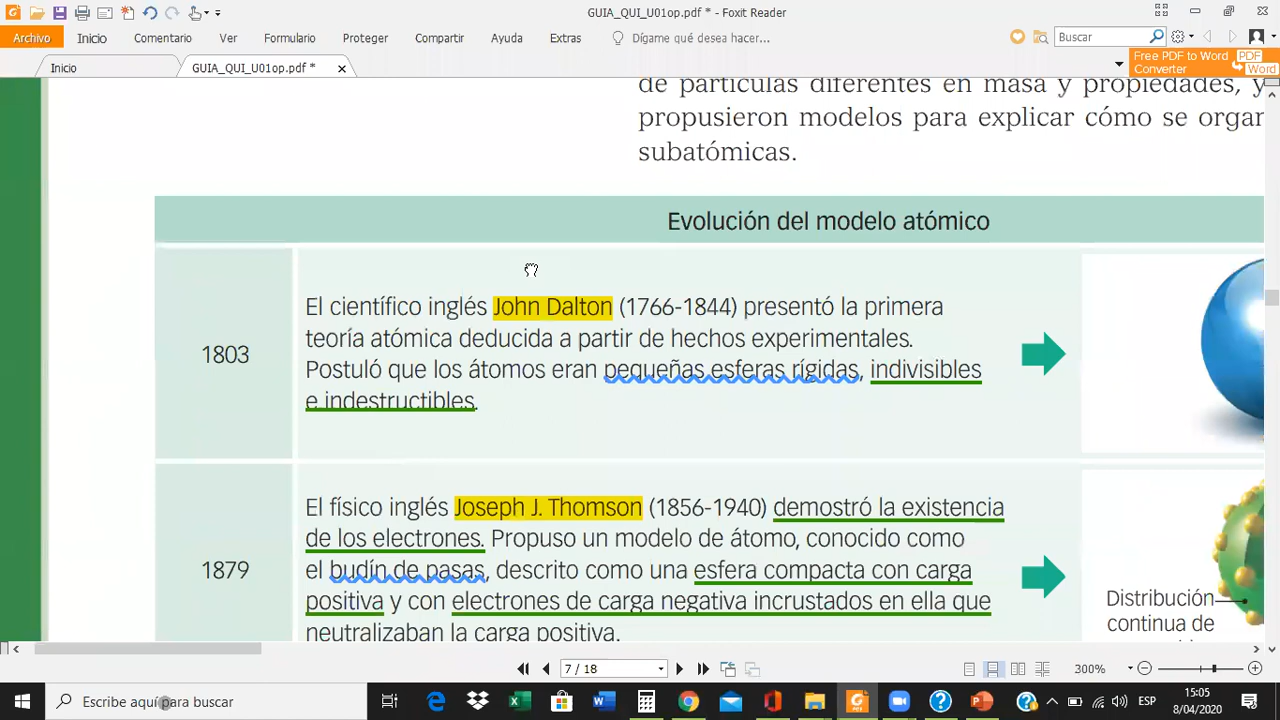 GUIA_QUI_U01op.pdf * - Foxit Reader
Archivo Inicio Comentario Ver Formulario Proteger Compartir Ayuda Extras Dígame qué desea hacer... Buscar
Inicio GUIA_QUI_U01op.pdf *
Free PDF to Word
Converter
PDF
Word
de partículas diferentes en masa y propiedades, y
propusieron modelos para explicar cómo se orgar
subatómicas.
Evolución del modelo atómico
1803
El científico inglés John Dalton (1766-1844) presentó la primera
teoría atómica deducida a partir de hechos experimentales.
Postuló que los átomos eran pequeñas esferas rígidas, indivisibles
e indestructibles.
1879
El físico inglés Joseph J. Thomson (1856-1940) demostró la existencia
de los electrones. Propuso un modelo de átomo, conocido como
el budín de pasas, descrito como una esfera compacta con carga
positiva y con electrones de carga negativa incrustados en ella que
neutralizaban la carga positiva.
Distribución
continua de
7 / 18
300%
Escribe aquí para buscar
ESP
15:05
8/04/2020